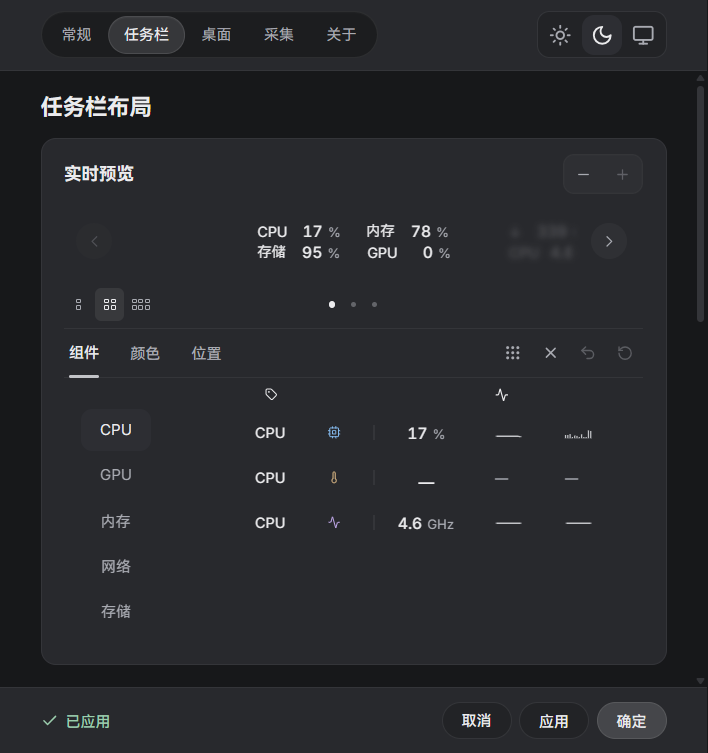 常规 任务栏 桌面 采集 关于
任务栏布局
实时预览
CPU 17 % 内存 78 %
存储 95 % GPU 0 %
组件 颜色 位置
CPU CPU 17 %
GPU CPU
内存 CPU 4.6 GHz
网络
存储
已应用 取消 应用 确定